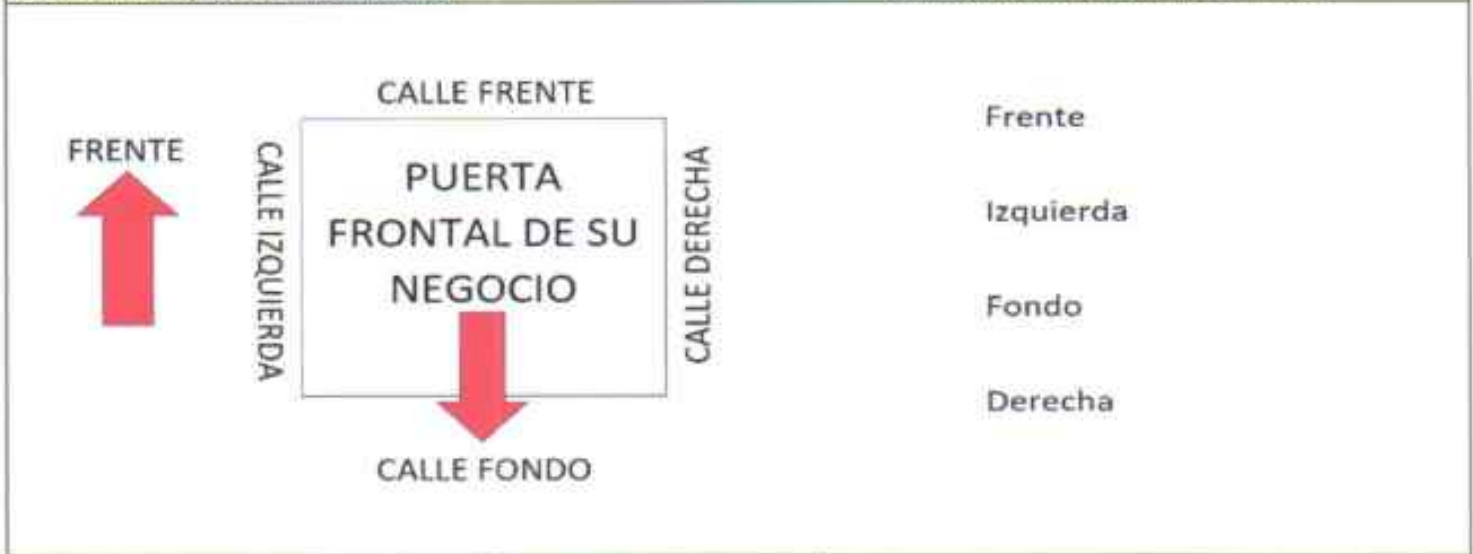 CALLE FRENTE
FRENTE
CALLE IZQUIERDA
PUERTA
FRONTAL DE SU
NEGOCIO
CALLE DERECHA
CALLE FONDO
Frente
Izquierda
Fondo
Derecha